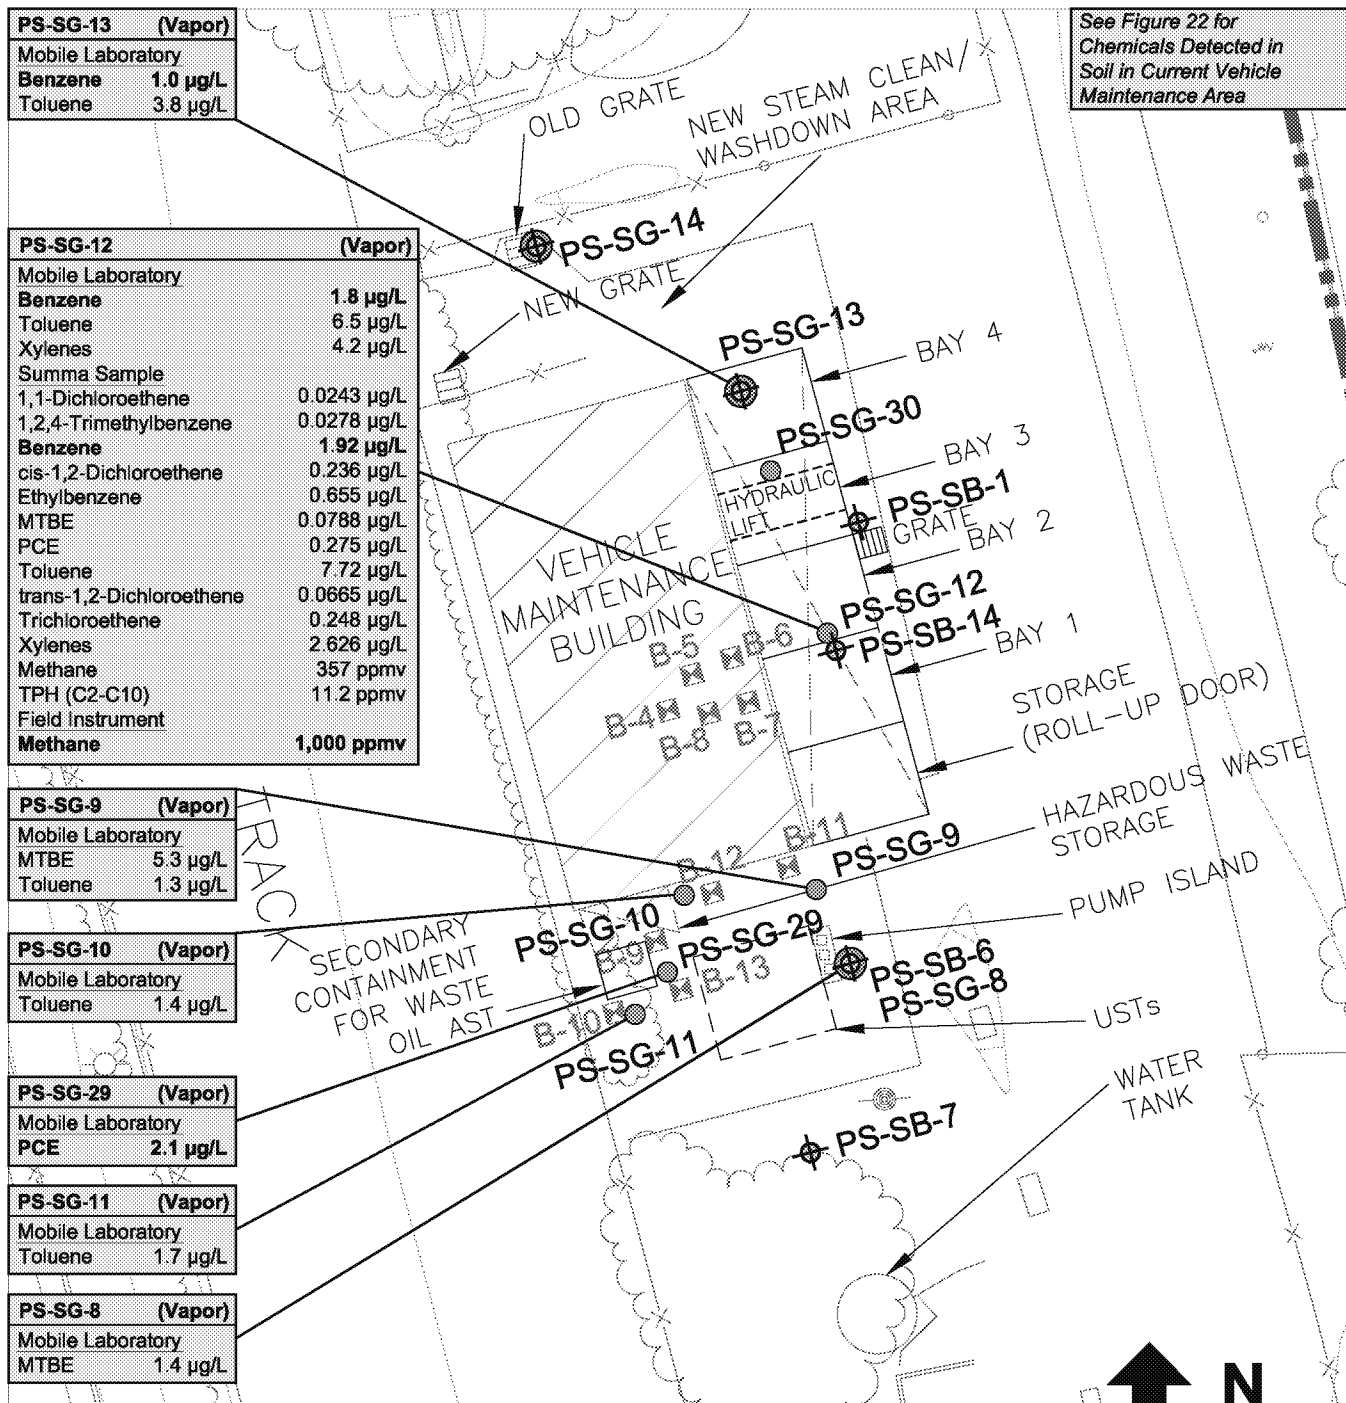 PS-SG-13 (Vapor)
Mobile Laboratory
Benzene 1.0 µg/L
Toluene 3.8 µg/L
See Figure 22 for
Chemicals Detected in
Soil in Current Vehicle
Maintenance Area
OLD GRATE
NEW STEAM CLEAN/
WASHDOWN AREA
PS-SG-14
NEW GRATE
PS-SG-12 (Vapor)
Mobile Laboratory
Benzene 1.8 µg/L
Toluene 6.5 µg/L
Xylenes 4.2 µg/L
Summa Sample
1,1-Dichloroethene 0.0243 µg/L
1,2,4-Trimethylbenzene 0.0278 µg/L
Benzene 1.92 µg/L
cis-1,2-Dichloroethene 0.236 µg/L
Ethylbenzene 0.655 µg/L
MTBE 0.0788 µg/L
PCE 0.275 µg/L
Toluene 7.72 µg/L
trans-1,2-Dichloroethene 0.0665 µg/L
Trichloroethene 0.248 µg/L
Xylenes 2.626 µg/L
Methane 357 ppmv
TPH (C2-C10) 11.2 ppmv
Field Instrument
Methane 1,000 ppmv
PS-SG-13
BAY 4
PS-SG-30
BAY 3
HYDRAULIC
LIFT
PS-SB-1
GRATE
BAY 2
VEHICLE
MAINTENANCE
BUILDING
PS-SG-12
PS-SB-14
BAY 1
B-5
B-6
B-4
B-8
B-7
STORAGE
(ROLL-UP DOOR)
HAZARDOUS WASTE
STORAGE
PS-SG-9 (Vapor)
Mobile Laboratory
MTBE 5.3 µg/L
Toluene 1.3 µg/L
TRACK
B-11
B-12
PS-SG-9
PUMP ISLAND
PS-SG-10 (Vapor)
Mobile Laboratory
Toluene 1.4 µg/L
SECONDARY
CONTAINMENT
FOR WASTE
OIL AST
PS-SG-10
B-9
PS-SG-29
B-13
PS-SB-6
PS-SG-8
B-10
PS-SG-11
USTs
PS-SG-29 (Vapor)
Mobile Laboratory
PCE 2.1 µg/L
WATER
TANK
PS-SB-7
PS-SG-11 (Vapor)
Mobile Laboratory
Toluene 1.7 µg/L
PS-SG-8 (Vapor)
Mobile Laboratory
MTBE 1.4 µg/L
N